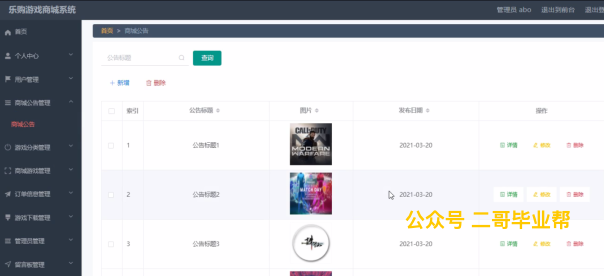 乐购游戏商城系统
管理员 abo 退出到前台 退出登
首页
个人中心
用户管理
商城公告管理
商城公告
游戏分类管理
商城游戏管理
订单信息管理
游戏下载管理
管理员管理
留言板管理
首页 > 商城公告
公告标题
查询
+ 新增 删除
索引 公告标题 图片 发布日期 操作
CALL DUTY
MODERN
WARFARE
1 公告标题1 2021-03-20 详情 修改 删除
WATCH DAY
2 公告标题2 2021-03-20 详情 修改 删除
3 公告标题3 2021-03-20 详情 修改 删除
公众号 二哥毕业帮